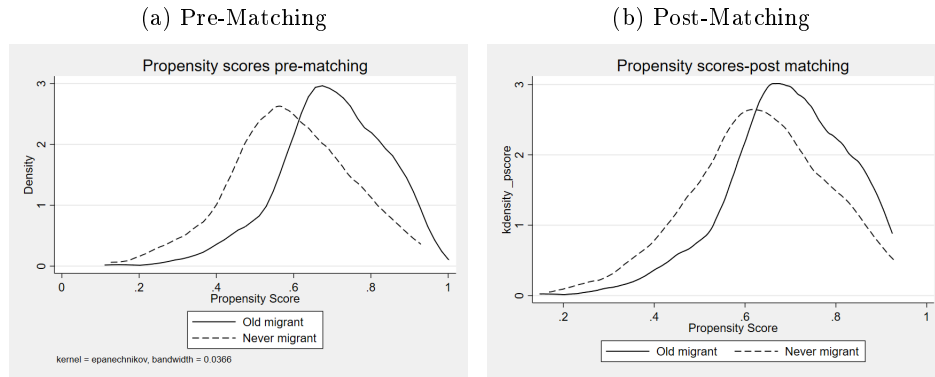 (a) Pre-Matching
Propensity scores pre-matching
Density
3
2
1
0
0 .2 .4 .6 .8 1
Propensity Score
Old migrant
Never migrant
kernel = epanechnikov, bandwidth = 0.0366
(b) Post-Matching
Propensity scores-post matching
kdensity _pscore
3
2
1
0
.2 .4 .6 .8 1
Propensity Score
Old migrant Never migrant